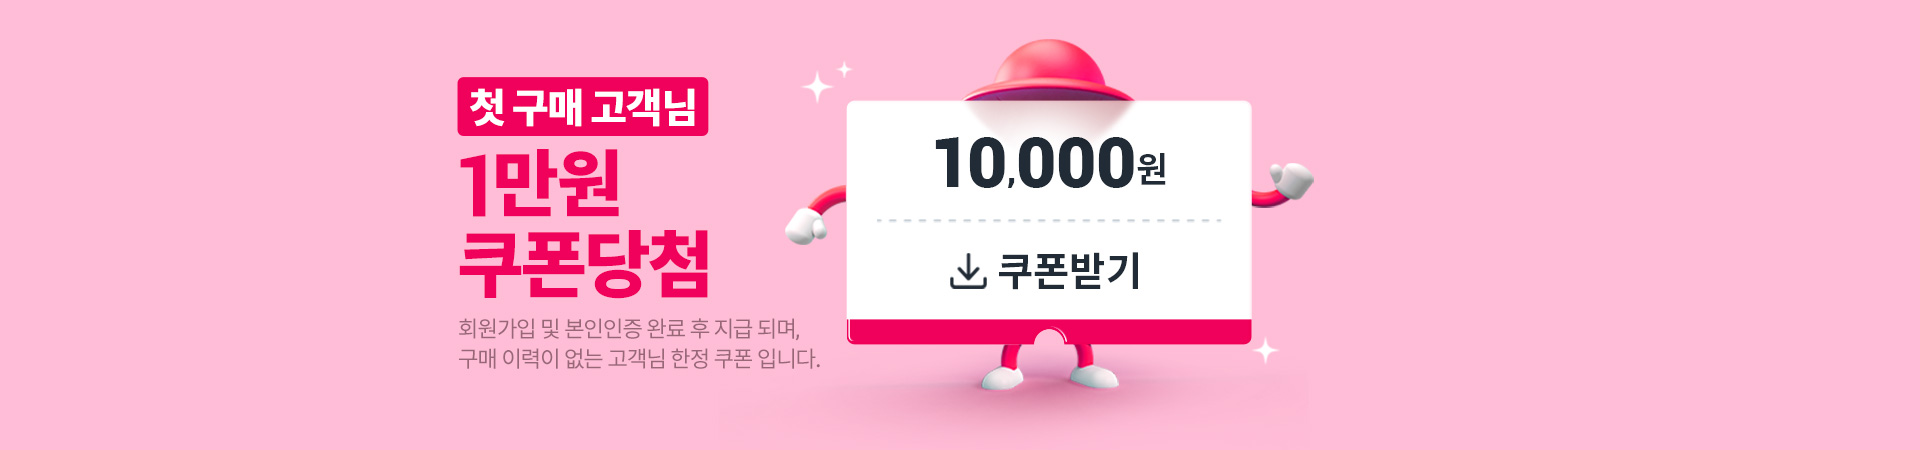 첫 구매 고객님
1만원
쿠폰당첨
회원가입 및 본인인증 완료 후 지급 되며,
구매 이력이 없는 고객님 한정 쿠폰 입니다.
10,000원
쿠폰받기